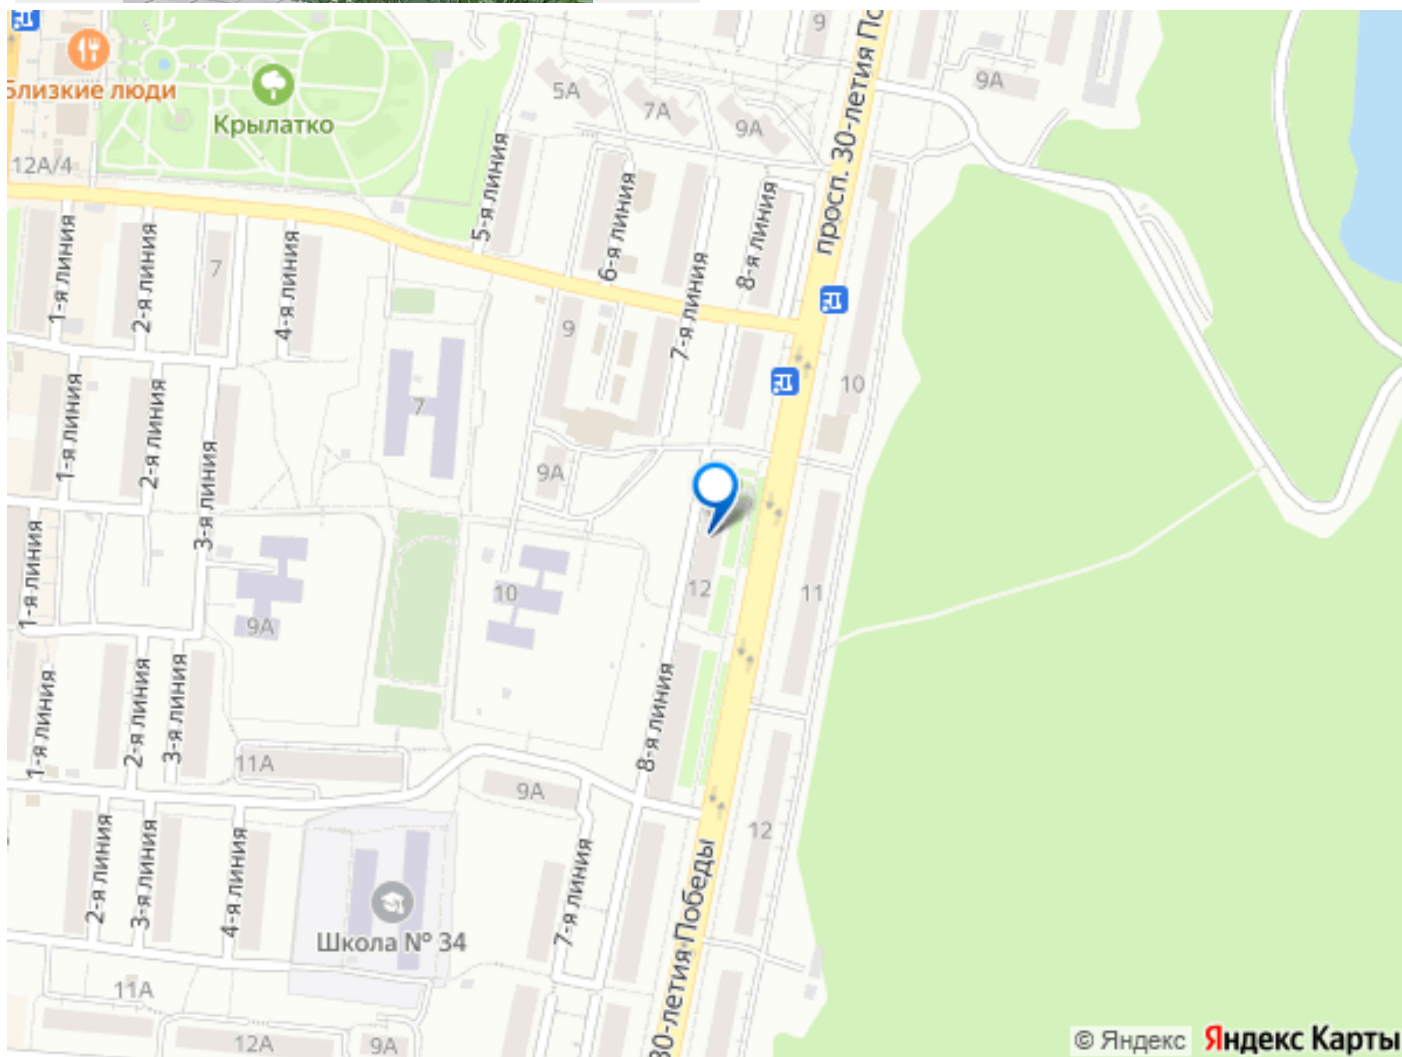 9
9А
Близкие люди
5А
7А
Крылатко
9А
просп. 30-летия По
12А/4
5-я линия
6-я линия
8-я линия
1-я линия
2-я линия
7
4-я линия
7-я линия
9
10
7
1-я линия
2-я линия
3-я линия
9А
1-я линия
12
10
11
9А
1-я линия
2-я линия
3-я линия
8-я линия
11А
9А
12
2-я линия
3-я линия
4-я линия
7-я линия
30-летия Победы
Школа № 34
11А
12А
9А
© Яндекс Яндекс Карты